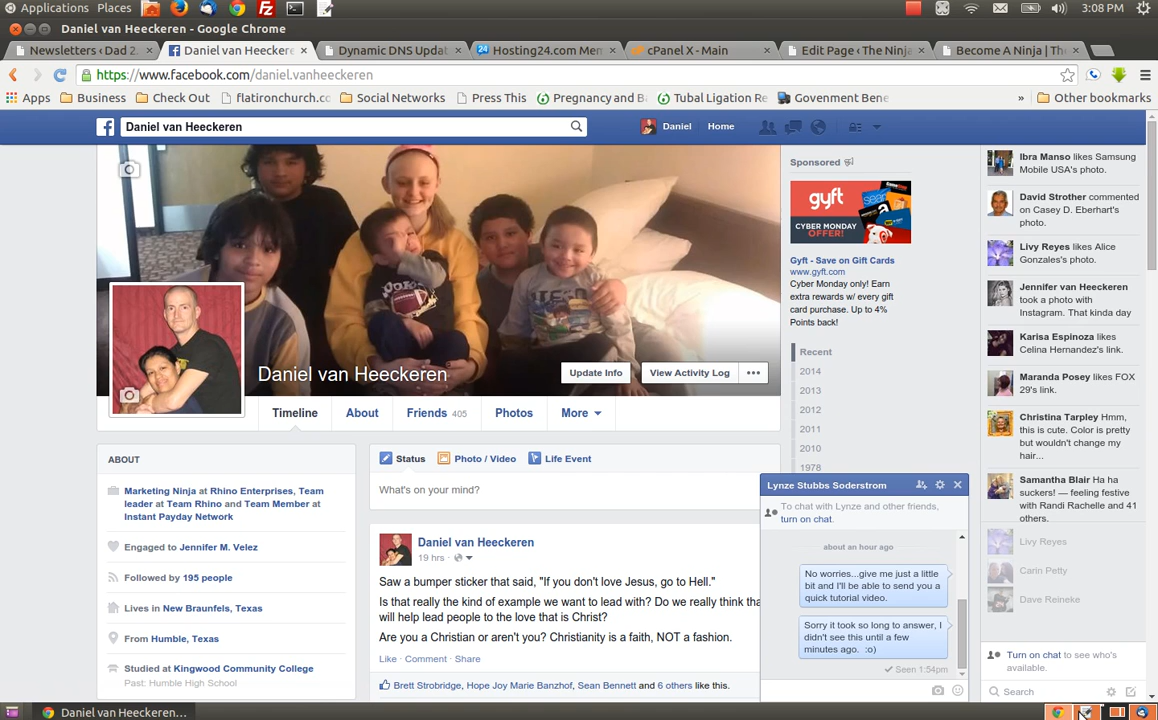 Applications Places 3:08 PM
Daniel van Heeckeren - Google Chrome
Newsletters ‹ Dad 2 Daniel van Heeckeren Dynamic DNS Updat Hosting24.com Mem cPanel X - Main Edit Page ‹ The Ninja Become A Ninja | The
https://www.facebook.com/daniel.vanheeckeren
Apps Business Check Out flatironchurch.co Social Networks Press This Pregnancy and B Tubal Ligation Re Govenment Bene » Other bookmarks
Daniel van Heeckeren Daniel Home
Daniel van Heeckeren
Update Info View Activity Log •••
Timeline About Friends 405 Photos More
ABOUT
Marketing Ninja at Rhino Enterprises, Team
leader at Team Rhino and Team Member at
Instant Payday Network
Engaged to Jennifer M. Velez
Followed by 195 people
Lives in New Braunfels, Texas
From Humble, Texas
Studied at Kingwood Community College
Past: Humble High School
Status Photo / Video Life Event
What's on your mind?
Daniel van Heeckeren
19 hrs ·
Saw a bumper sticker that said, "If you don't love Jesus, go to Hell."
Is that really the kind of example we want to lead with? Do we really think tha
will help lead people to the love that is Christ?
Are you a Christian or aren't you? Christianity is a faith, NOT a fashion.
Like · Comment · Share
Brett Strobridge, Hope Joy Marie Banzhof, Sean Bennett and 6 others like this.
Sponsored
gyft
CYBER MONDAY
OFFER!
sears
Gyft - Save on Gift Cards
www.gyft.com
Cyber Monday only! Earn
extra rewards w/ every gift
card purchase. Up to 4%
Points back!
Recent
2014
2013
2012
2011
2010
1978
Lynze Stubbs Soderstrom
To chat with Lynze and other friends,
turn on chat.
about an hour ago
No worries...give me just a little
bit and I'll be able to send you a
quick tutorial video.
Sorry it took so long to answer, I
didn't see this until a few
minutes ago. :o)
Seen 1:54pm
Ibra Manso likes Samsung
Mobile USA's photo.
David Strother commented
on Casey D. Eberhart's
photo.
Livy Reyes likes Alice
Gonzales's photo.
Jennifer van Heeckeren
took a photo with
Instagram. That kinda day
Karisa Espinoza likes
Celina Hernandez's link.
Maranda Posey likes FOX
29's link.
Christina Tarpley Hmm,
this is cute. Color is pretty
but wouldn't change my
hair...
Samantha Blair Ha ha
suckers! — feeling festive
with Randi Rachelle and 41
others.
Livy Reyes
Carin Petty
Dave Reineke
Turn on chat to see who's
available.
Search
Daniel van Heeckeren...